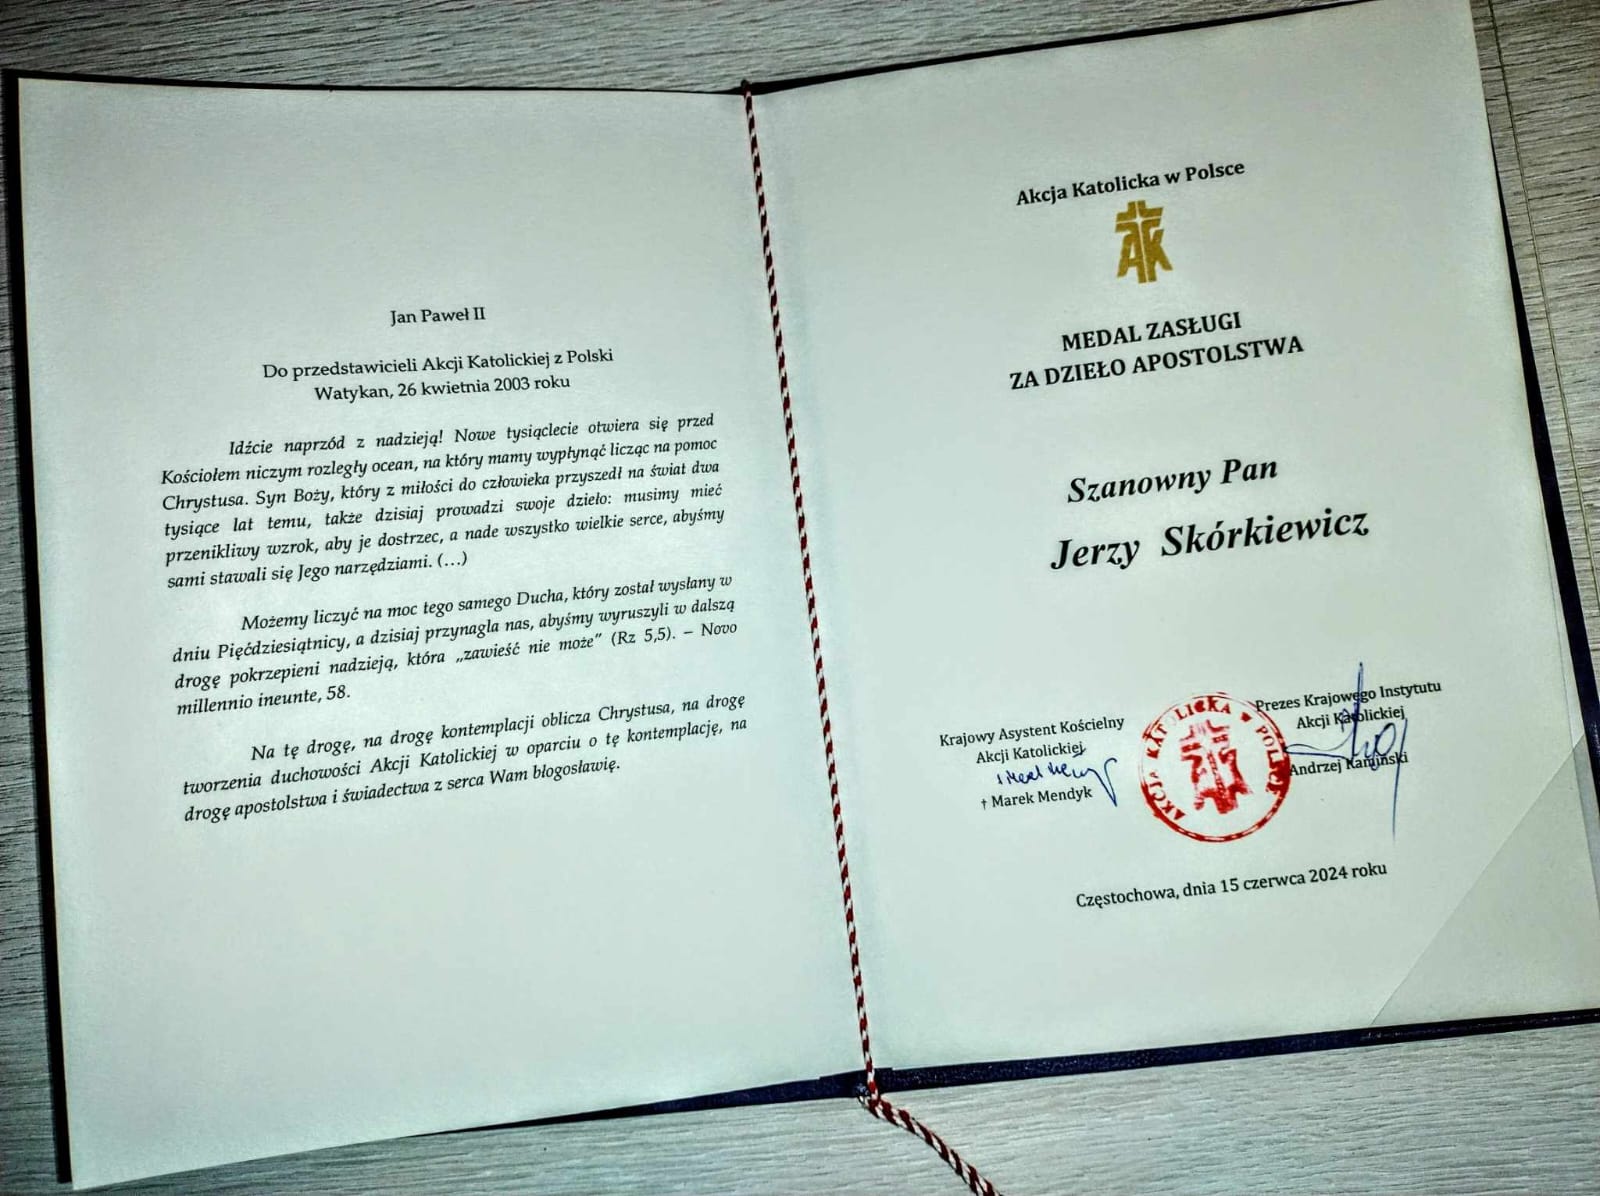 Jan Paweł II
Do przedstawicieli Akcji Katolickiej z Polski
Watykan, 26 kwietnia 2003 roku
Idźcie naprzód z nadzieją! Nowe tysiąclecie otwiera się przed
Kościołem niczym rozległy ocean, na który mamy wypłynąć licząc na pomoc
Chrystusa. Syn Boży, który z miłości do człowieka przyszedł na świat dwa
tysiące lat temu, także dzisiaj prowadzi swoje dzieło: musimy mieć
przenikliwy wzrok, aby je dostrzec, a nade wszystko wielkie serce, abyśmy
sami stawali się Jego narzędziami. (…)
Możemy liczyć na moc tego samego Ducha, który został wysłany w
dniu Pięćdziesiątnicy, a dzisiaj przynagla nas, abyśmy wyruszyli w dalszą
drogę pokrzepieni nadzieją, która „zawieść nie może" (Rz 5,5). – Novo
millennio ineunte, 58.
Na tę drogę, na drogę kontemplacji oblicza Chrystusa, na drogę
tworzenia duchowości Akcji Katolickiej w oparciu o tę kontemplację, na
drogę apostolstwa i świadectwa z serca Wam błogosławię.
Akcja Katolicka w Polsce
AK
MEDAL ZASŁUGI
ZA DZIEŁO APOSTOLSTWA
Szanowny Pan
Jerzy Skórkiewicz
Krajowy Asystent Kościelny
Akcji Katolickiej
† Marek Mendyk
AKCJA KATOLICKA W POLSCE
AK
Prezes Krajowego Instytutu
Akcji Katolickiej
Andrzej Kamiński
Częstochowa, dnia 15 czerwca 2024 roku